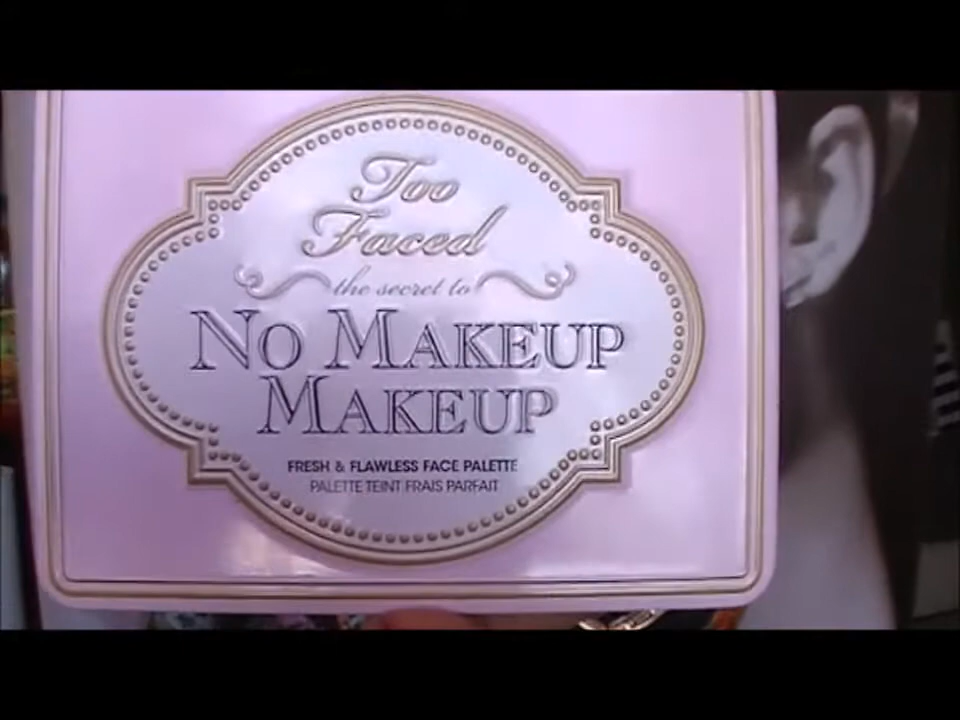 Too
Faced
the secret to
NO MAKEUP
MAKEUP
FRESH & FLAWLESS FACE PALETTE
PALETTE TEINT FRAIS PARFAIT